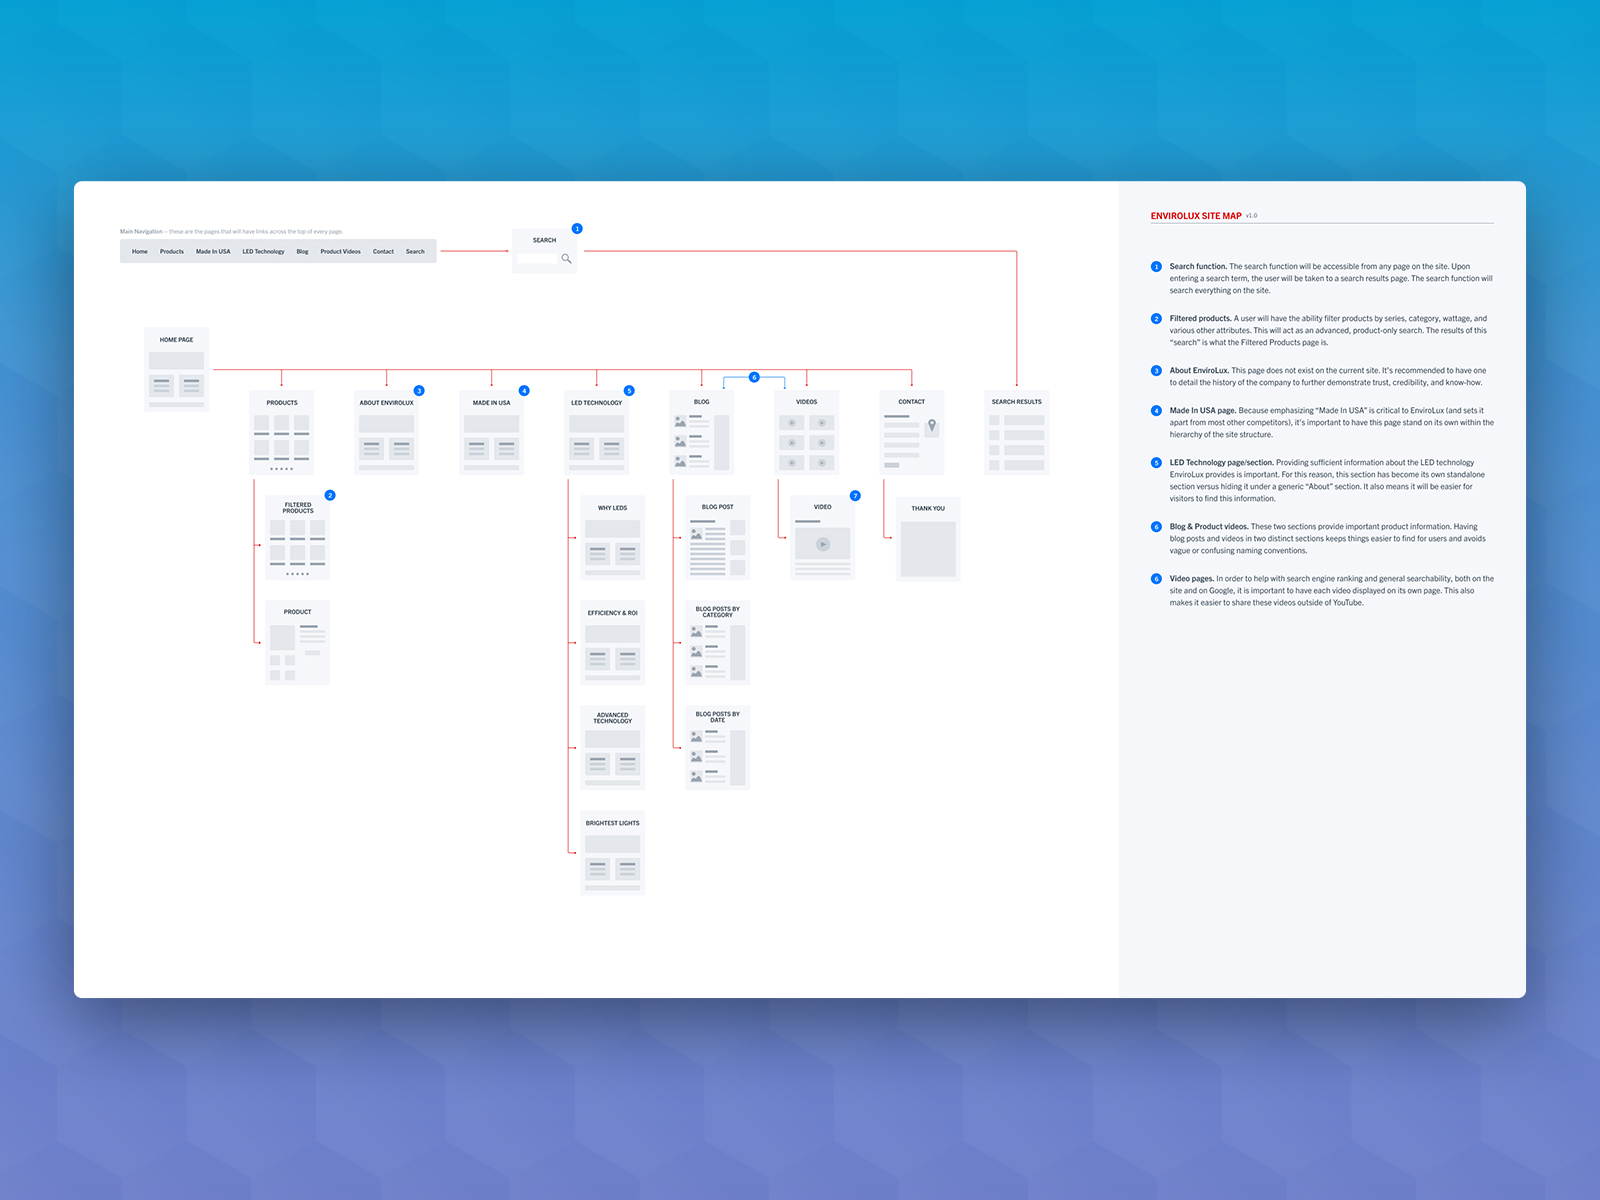 Main Navigation – these are the pages that will have links across the top of every page.
Home Products Made In USA LED Technology Blog Product Videos Contact Search
SEARCH
1
HOME PAGE
6
PRODUCTS
ABOUT ENVIROLUX
3
MADE IN USA
4
LED TECHNOLOGY
5
BLOG
VIDEOS
CONTACT
SEARCH RESULTS
FILTERED
PRODUCTS
2
WHY LEDS
BLOG POST
VIDEO
7
THANK YOU
PRODUCT
EFFICIENCY & ROI
BLOG POSTS BY
CATEGORY
ADVANCED
TECHNOLOGY
BLOG POSTS BY
DATE
BRIGHTEST LIGHTS
ENVIROLUX SITE MAP v1.0
1 Search function. The search function will be accessible from any page on the site. Upon
entering a search term, the user will be taken to a search results page. The search function will
search everything on the site.
2 Filtered products. A user will have the ability filter products by series, category, wattage, and
various other attributes. This will act as an advanced, product-only search. The results of this
“search” is what the Filtered Products page is.
3 About EnviroLux. This page does not exist on the current site. It's recommended to have one
to detail the history of the company to further demonstrate trust, credibility, and know-how.
4 Made In USA page. Because emphasizing “Made In USA” is critical to EnviroLux (and sets it
apart from most other competitors), it's important to have this page stand on its own within the
hierarchy of the site structure.
5 LED Technology page/section. Providing sufficient information about the LED technology
EnviroLux provides is important. For this reason, this section has become its own standalone
section versus hiding it under a generic “About” section. It also means it will be easier for
visitors to find this information.
6 Blog & Product videos. These two sections provide important product information. Having
blog posts and videos in two distinct sections keeps things easier to find for users and avoids
vague or confusing naming conventions.
6 Video pages. In order to help with search engine ranking and general searchability, both on the
site and on Google, it is important to have each video displayed on its own page. This also
makes it easier to share these videos outside of YouTube.